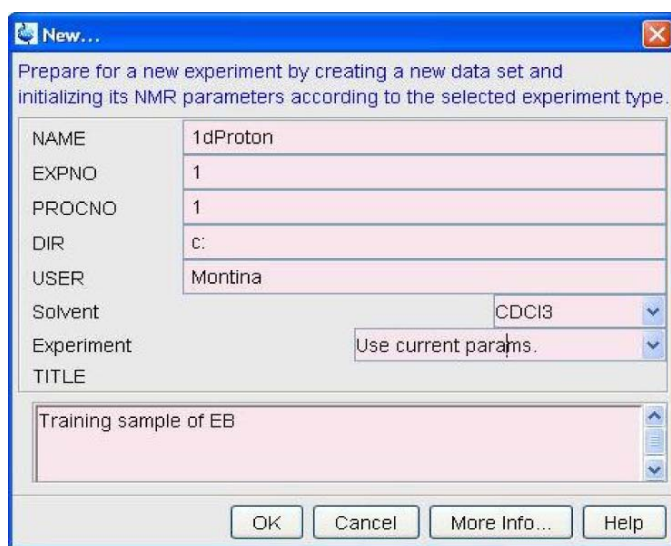 New...
Prepare for a new experiment by creating a new data set and
initializing its NMR parameters according to the selected experiment type.
NAME 1dProton
EXPNO 1
PROCNO 1
DIR c:
USER Montina
Solvent CDCl3
Experiment Use current params.
TITLE
Training sample of EB
OK Cancel More Info... Help